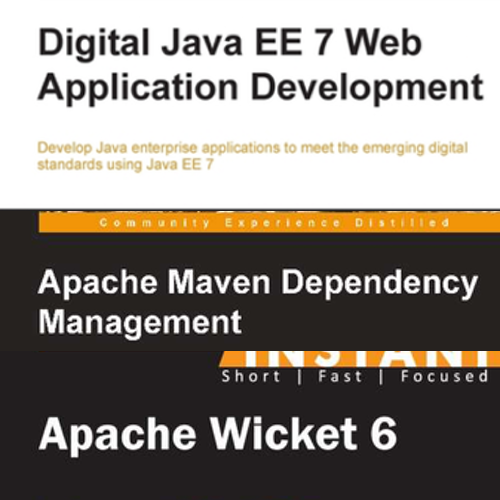 Digital Java EE 7 Web
Application Development
Develop Java enterprise applications to meet the emerging digital
standards using Java EE 7
Community Experience Distilled
Apache Maven Dependency
Management
INSTANT
Short | Fast | Focused
Apache Wicket 6